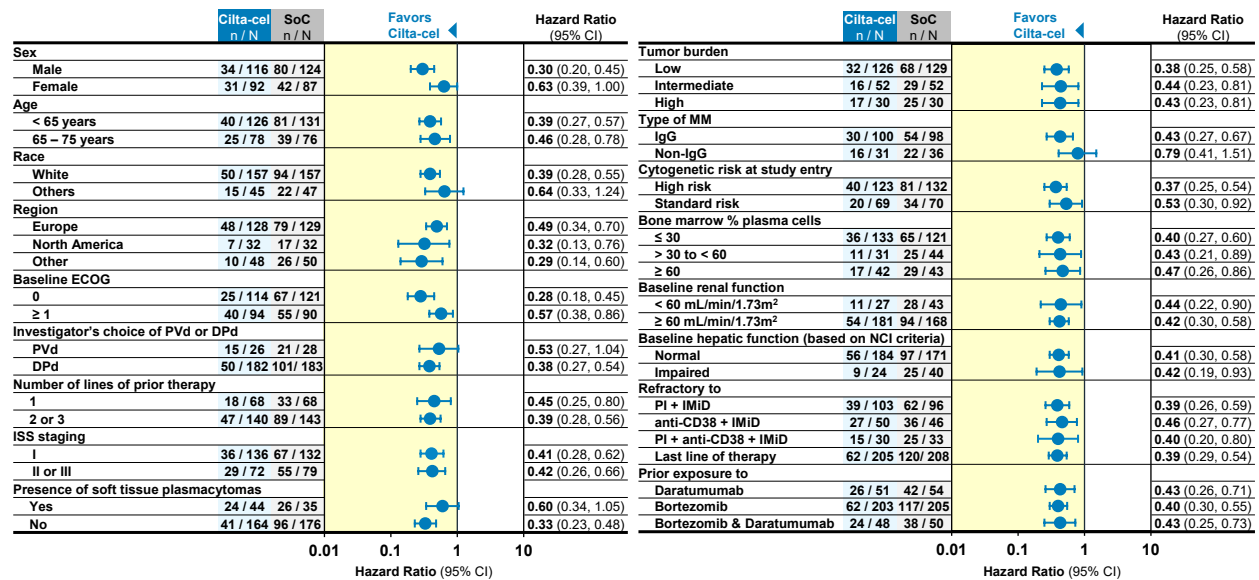 Cilta-cel SoC Favors Hazard Ratio
n / N n / N Cilta-cel (95% CI)
Sex
Male 34 / 116 80 / 124 0.30 (0.20, 0.45)
Female 31 / 92 42 / 87 0.63 (0.39, 1.00)
Age
< 65 years 40 / 126 81 / 131 0.39 (0.27, 0.57)
65 – 75 years 25 / 78 39 / 76 0.46 (0.28, 0.78)
Race
White 50 / 157 94 / 157 0.39 (0.28, 0.55)
Others 15 / 45 22 / 47 0.64 (0.33, 1.24)
Region
Europe 48 / 128 79 / 129 0.49 (0.34, 0.70)
North America 7 / 32 17 / 32 0.32 (0.13, 0.76)
Other 10 / 48 26 / 50 0.29 (0.14, 0.60)
Baseline ECOG
0 25 / 114 67 / 121 0.28 (0.18, 0.45)
≥ 1 40 / 94 55 / 90 0.57 (0.38, 0.86)
Investigator's choice of PVd or DPd
PVd 15 / 26 21 / 28 0.53 (0.27, 1.04)
DPd 50 / 182 101/ 183 0.38 (0.27, 0.54)
Number of lines of prior therapy
1 18 / 68 33 / 68 0.45 (0.25, 0.80)
2 or 3 47 / 140 89 / 143 0.39 (0.28, 0.56)
ISS staging
I 36 / 136 67 / 132 0.41 (0.28, 0.62)
II or III 29 / 72 55 / 79 0.42 (0.26, 0.66)
Presence of soft tissue plasmacytomas
Yes 24 / 44 26 / 35 0.60 (0.34, 1.05)
No 41 / 164 96 / 176 0.33 (0.23, 0.48)
0.01 0.1 1 10
Hazard Ratio (95% CI)
Cilta-cel SoC Favors Hazard Ratio
n / N n / N Cilta-cel (95% CI)
Tumor burden
Low 32 / 126 68 / 129 0.38 (0.25, 0.58)
Intermediate 16 / 52 29 / 52 0.44 (0.23, 0.81)
High 17 / 30 25 / 30 0.43 (0.23, 0.81)
Type of MM
IgG 30 / 100 54 / 98 0.43 (0.27, 0.67)
Non-IgG 16 / 31 22 / 36 0.79 (0.41, 1.51)
Cytogenetic risk at study entry
High risk 40 / 123 81 / 132 0.37 (0.25, 0.54)
Standard risk 20 / 69 34 / 70 0.53 (0.30, 0.92)
Bone marrow % plasma cells
≤ 30 36 / 133 65 / 121 0.40 (0.27, 0.60)
> 30 to < 60 11 / 31 25 / 44 0.43 (0.21, 0.89)
≥ 60 17 / 42 29 / 43 0.47 (0.26, 0.86)
Baseline renal function
< 60 mL/min/1.73m² 11 / 27 28 / 43 0.44 (0.22, 0.90)
≥ 60 mL/min/1.73m² 54 / 181 94 / 168 0.42 (0.30, 0.58)
Baseline hepatic function (based on NCI criteria)
Normal 56 / 184 97 / 171 0.41 (0.30, 0.58)
Impaired 9 / 24 25 / 40 0.42 (0.19, 0.93)
Refractory to
PI + IMiD 39 / 103 62 / 96 0.39 (0.26, 0.59)
anti-CD38 + IMiD 27 / 50 36 / 46 0.46 (0.27, 0.77)
PI + anti-CD38 + IMiD 15 / 30 25 / 33 0.40 (0.20, 0.80)
Last line of therapy 62 / 205 120/ 208 0.39 (0.29, 0.54)
Prior exposure to
Daratumumab 26 / 51 42 / 54 0.43 (0.26, 0.71)
Bortezomib 62 / 203 117/ 205 0.40 (0.30, 0.55)
Bortezomib & Daratumumab 24 / 48 38 / 50 0.43 (0.25, 0.73)
0.01 0.1 1 10
Hazard Ratio (95% CI)